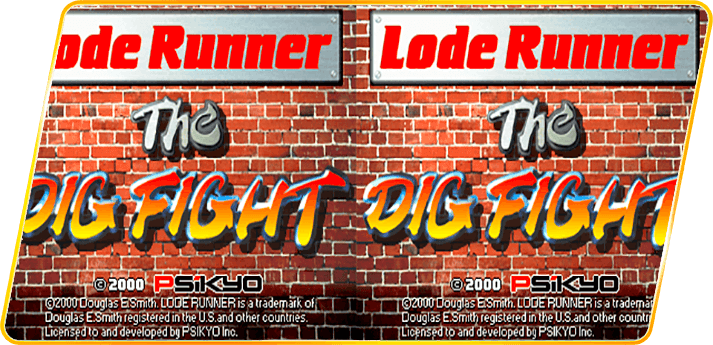 ode Runner
The
DIG FIGHT
© 2000 PSIKYO
©2000 Douglas E.Smith. LODE RUNNER is a trademark of
Douglas E.Smith registered in the U.S.and other countries.
Licensed to and developed by PSIKYO Inc.
Lode Runner
The
DIG FIGHT
© 2000 PSIKYO
©2000 Douglas E.Smith. LODE RUNNER is a trademark
Douglas E.Smith registered in the U.S.and other count
Licensed to and developed by PSIKYO Inc.